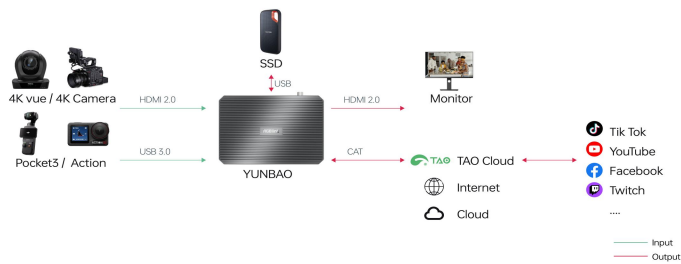 SSD
USB
4K vue / 4K Camera
HDMI 2.0
HDMI 2.0
Monitor
Pocket3 / Action
USB 3.0
YUNBAO
CAT
TAO
TAO Cloud
Internet
Cloud
Tik Tok
YouTube
Facebook
Twitch
....
Input
Output